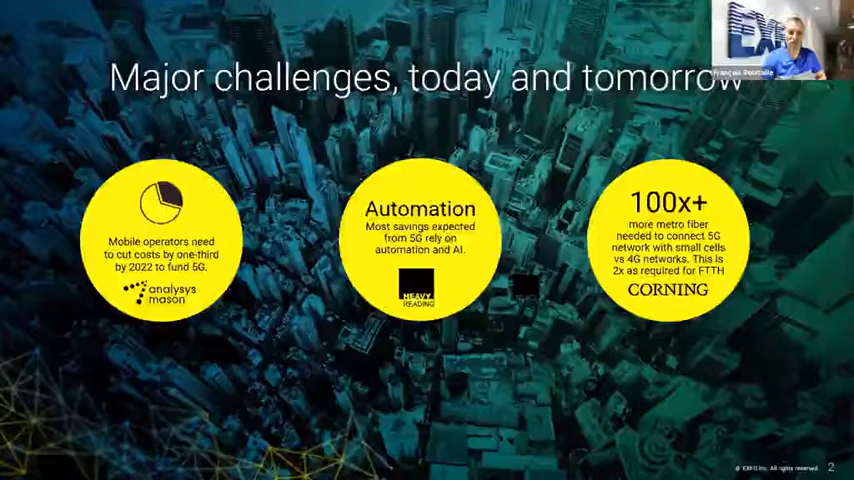 EXFO
François Robitaille
Major challenges, today and tomorrow
Mobile operators need
to cut costs by one-third
by 2022 to fund 5G.
analysys
mason
Automation
Most savings expected
from 5G rely on
automation and AI.
HEAVY
READING
100x+
more metro fiber
needed to connect 5G
network with small cells
vs 4G networks. This is
2x as required for FTTH
CORNING
© EXFO Inc. All rights reserved. 2